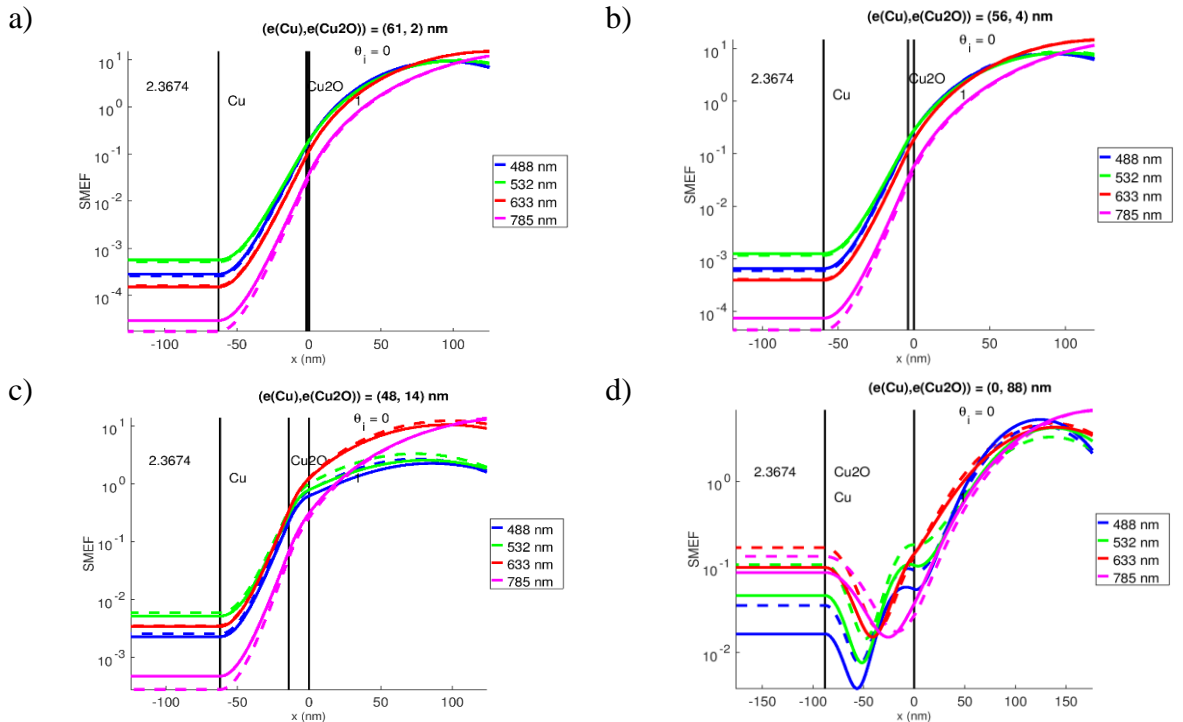 a)
(e(Cu),e(Cu2O)) = (61, 2) nm
θi = 0
10^1
10^0
10^-1
10^-2
10^-3
10^-4
SMEF
2.3674
Cu
Cu2O
1
-100 -50 0 50 100
x (nm)
488 nm
532 nm
633 nm
785 nm
b)
(e(Cu),e(Cu2O)) = (56, 4) nm
θi = 0
10^1
10^0
10^-1
10^-2
10^-3
10^-4
SMEF
2.3674
Cu
Cu2O
1
-100 -50 0 50 100
x (nm)
488 nm
532 nm
633 nm
785 nm
c)
(e(Cu),e(Cu2O)) = (48, 14) nm
θi = 0
10^1
10^0
10^-1
10^-2
10^-3
SMEF
2.3674
Cu
Cu2O
1
-100 -50 0 50 100
x (nm)
488 nm
532 nm
633 nm
785 nm
d)
(e(Cu),e(Cu2O)) = (0, 88) nm
θi = 0
10^0
10^-1
10^-2
SMEF
2.3674
Cu2O
Cu
-150 -100 -50 0 50 100 150
x (nm)
488 nm
532 nm
633 nm
785 nm